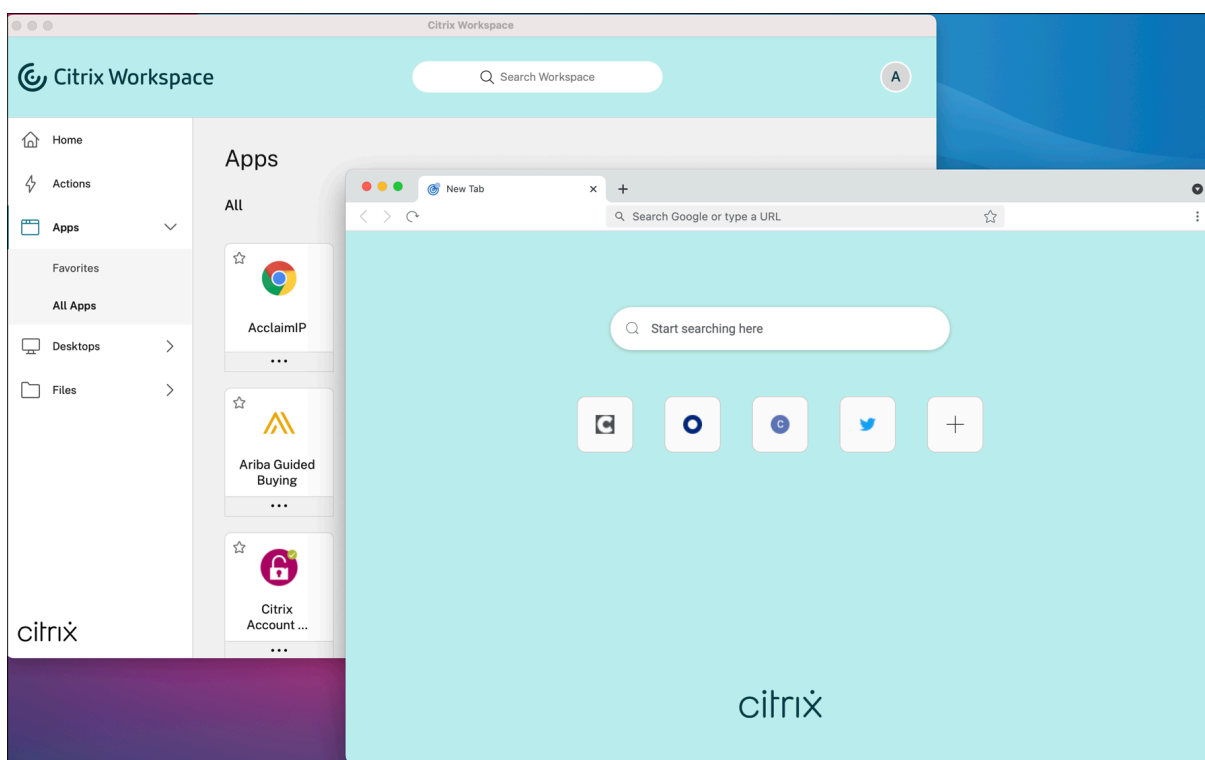 Citrix Workspace
Citrix Workspace
Search Workspace
A
Home
Actions
Apps
Favorites
All Apps
Desktops
Files
citrix
Apps
All
AcclaimIP
Ariba Guided
Buying
Citrix
Account ...
New Tab
Search Google or type a URL
Start searching here
C
C
citrix